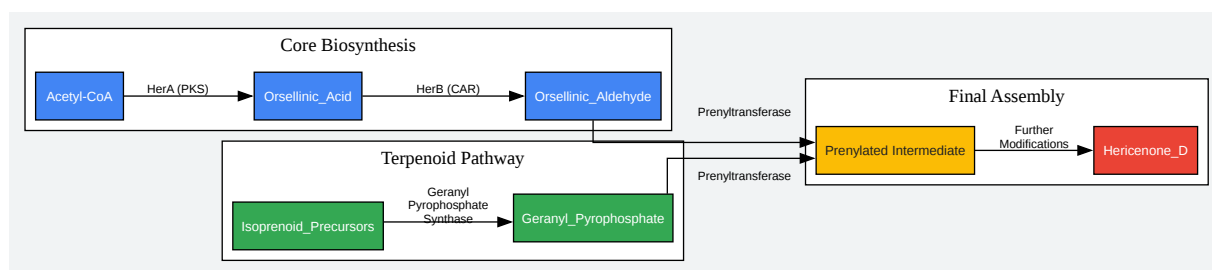 Core Biosynthesis
Acetyl-CoA
HerA (PKS)
Orsellinic_Acid
HerB (CAR)
Orsellinic_Aldehyde
Terpenoid Pathway
Isoprenoid_Precursors
Geranyl
Pyrophosphate
Synthase
Geranyl_Pyrophosphate
Prenyltransferase
Prenyltransferase
Final Assembly
Prenylated Intermediate
Further
Modifications
Hericenone_D